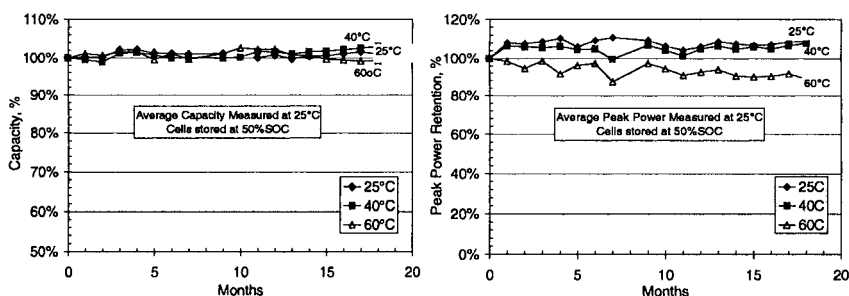 110%
100%
90%
80%
70%
60%
50%
Capacity, %
40°C
25°C
60oC
Average Capacity Measured at 25°C
Cells stored at 50%SOC
25°C
40°C
60°C
0
5
10
15
20
Months
120%
100%
80%
60%
40%
20%
0%
Peak Power Retention, %
25°C
40°C
60°C
Average Peak Power Measured at 25°C
Cells stored at 50%SOC
25C
40C
60C
0
5
10
15
20
Months